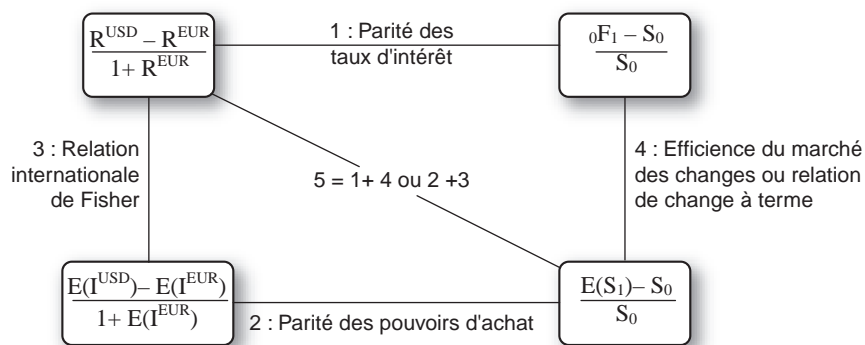 R^USD – R^EUR
1+ R^EUR
1 : Parité des
taux d'intérêt
₀F₁ – S₀
S₀
3 : Relation
internationale
de Fisher
5 = 1+ 4 ou 2 +3
4 : Efficience du marché
des changes ou relation
de change à terme
E(I^USD)– E(I^EUR)
1+ E(I^EUR)
2 : Parité des pouvoirs d'achat
E(S₁)– S₀
S₀